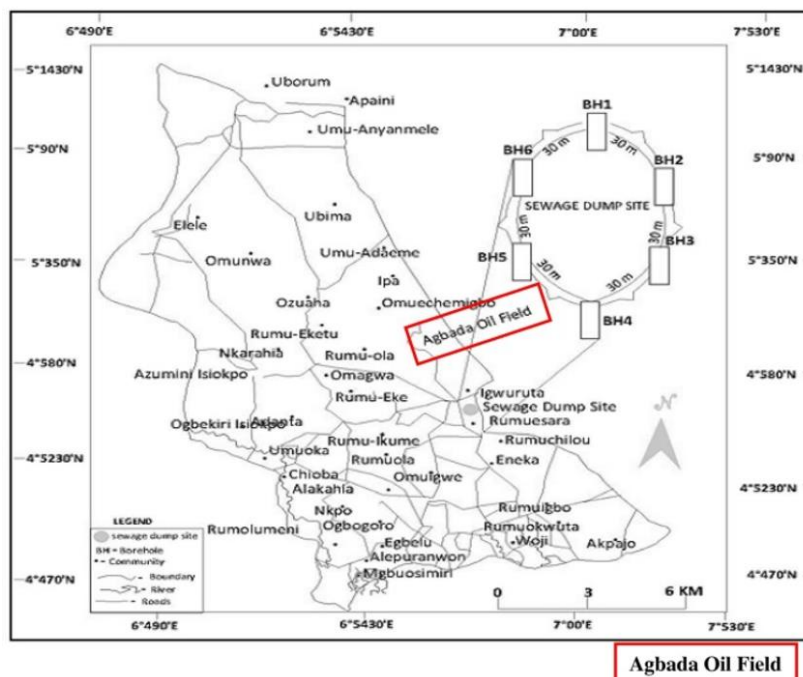 6°490'E 6°5430'E 7°00'E 7°530'E
5°1430'N 5°1430'N
Uborum
Apaini
Umu-Anyanmele
BH1
30 m 30 m
5°90'N 5°90'N
BH6 BH2
SEWAGE DUMP SITE
Ubima
Elele
30 m 30 m
Umu-Adaeme
Omunwa
BH5 BH3
5°350'N 5°350'N
30 m 30 m
Ipa
Ozuaha
Omuechemigbo
BH4
Agbada Oil Field
Rumu-Eketu
Nkarahia
Rumu-ola
4°580'N 4°580'N
Azumini Isiokpo
Omagwa
Rumu-Eke
Igwuruta
Sewage Dump Site
N
Ogbekiri Isiokpo
Adanta
Rumuesara
Rumu-Ikume
Rumuchilou
Umuoka
Rumuola
Eneka
4°5230'N 4°5230'N
Chioba
Omuigwe
Alakahia
Nkpo
Rumuigbo
LEGEND
Rumolumeni
Ogbogoro
Rumuokwuta
sewage dump site
Egbelu
Woji
Akpajo
BH = Borehole
Alepuranwon
Community
Mgbuosimiri
4°470'N 4°470'N
Boundary
River
Roads
0 3 6 KM
6°490'E 6°5430'E 7°00'E 7°530'E
Agbada Oil Field